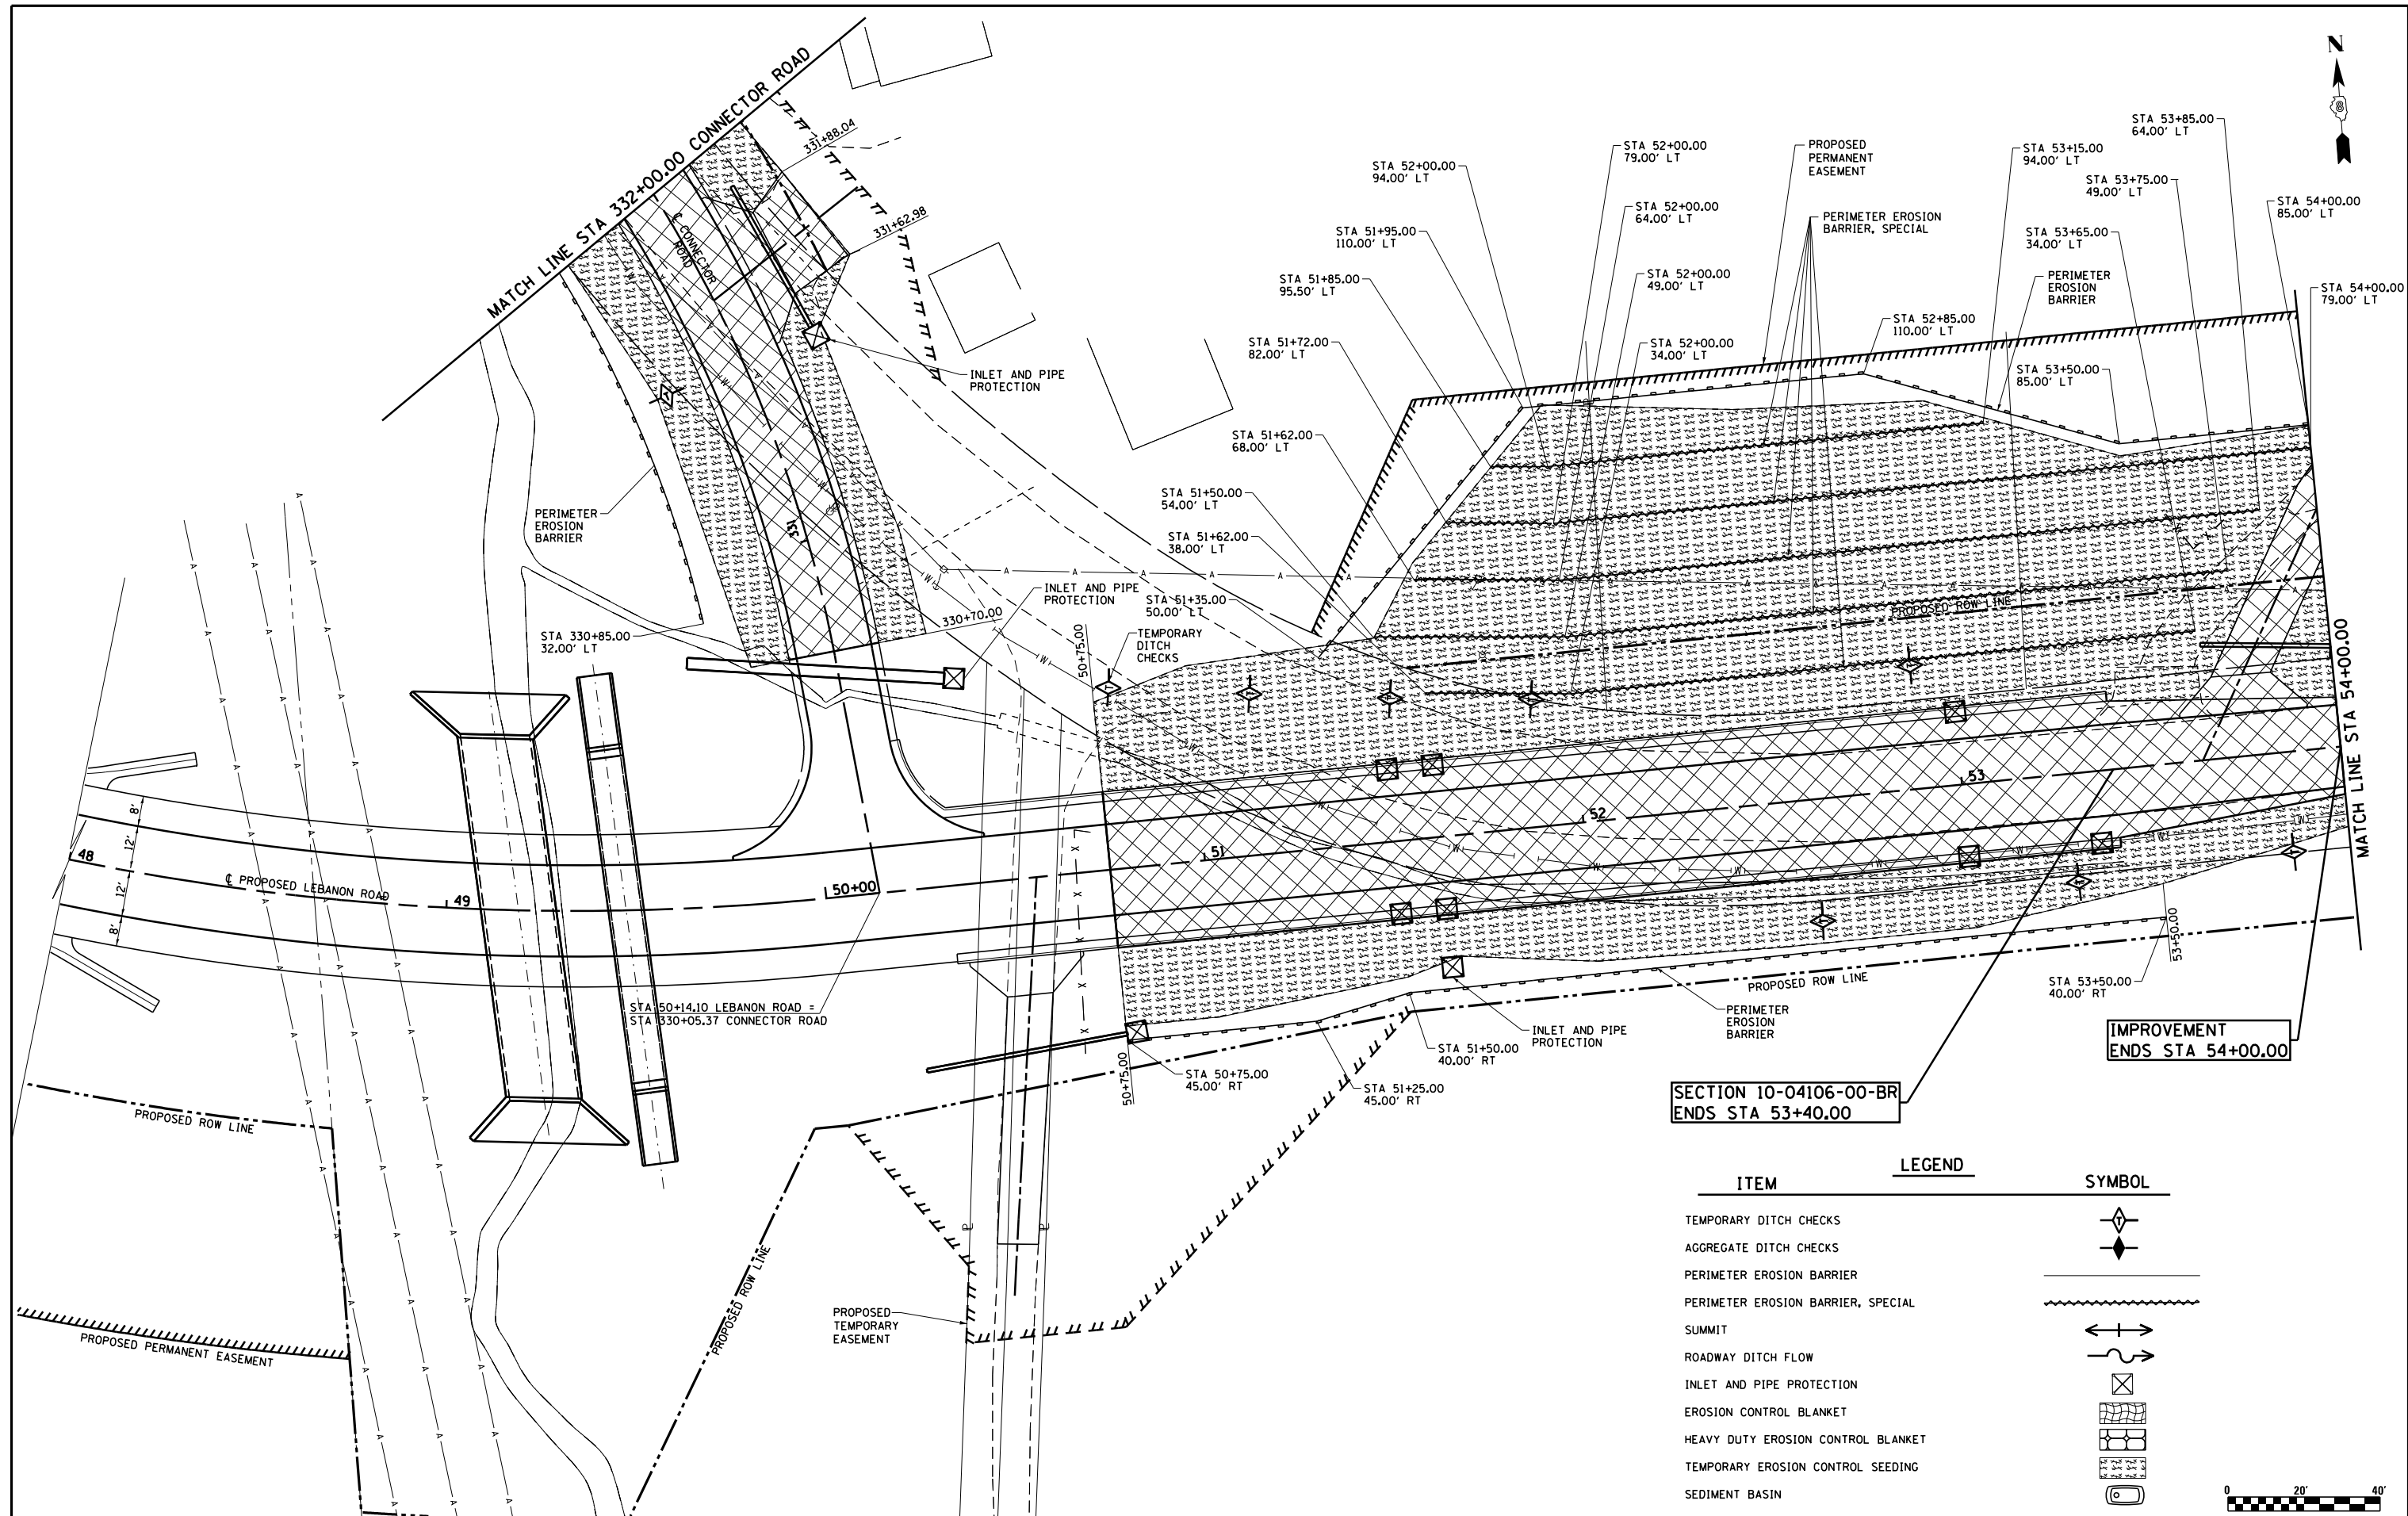 N
8
MATCH LINE STA 332+00.00 CONNECTOR ROAD
331+88.04
331+62.98
℄ CONNECTOR
ROAD
INLET AND PIPE
PROTECTION
PERIMETER
EROSION
BARRIER
331
STA 330+85.00
32.00' LT
330+70.00
INLET AND PIPE
PROTECTION
STA 51+35.00
50.00' LT
50+75.00
TEMPORARY
DITCH
CHECKS
STA 52+00.00
94.00' LT
STA 51+95.00
110.00' LT
STA 51+85.00
95.50' LT
STA 51+72.00
82.00' LT
STA 51+62.00
68.00' LT
STA 51+50.00
54.00' LT
STA 51+62.00
38.00' LT
STA 52+00.00
79.00' LT
STA 52+00.00
64.00' LT
STA 52+00.00
49.00' LT
STA 52+00.00
34.00' LT
PROPOSED
PERMANENT
EASEMENT
PERIMETER EROSION
BARRIER, SPECIAL
STA 52+85.00
110.00' LT
STA 53+15.00
94.00' LT
STA 53+85.00
64.00' LT
STA 53+75.00
49.00' LT
STA 53+65.00
34.00' LT
PERIMETER
EROSION
BARRIER
STA 53+50.00
85.00' LT
STA 54+00.00
85.00' LT
STA 54+00.00
79.00' LT
PROPOSED ROW LINE
MATCH LINE STA 54+00.00
8'
12'
12'
8'
48
℄ PROPOSED LEBANON ROAD
49
50+00
51
52
53
STA 50+14.10 LEBANON ROAD =
STA 330+05.37 CONNECTOR ROAD
50+75.00
STA 50+75.00
45.00' RT
STA 51+25.00
45.00' RT
STA 51+50.00
40.00' RT
INLET AND PIPE
PROTECTION
PERIMETER
EROSION
BARRIER
PROPOSED ROW LINE
53+50.00
STA 53+50.00
40.00' RT
IMPROVEMENT
ENDS STA 54+00.00
SECTION 10-04106-00-BR
ENDS STA 53+40.00
PROPOSED ROW LINE
PROPOSED PERMANENT EASEMENT
PROPOSED ROW LINE
PROPOSED
TEMPORARY
EASEMENT
LEGEND
ITEM SYMBOL
TEMPORARY DITCH CHECKS T
AGGREGATE DITCH CHECKS
PERIMETER EROSION BARRIER
PERIMETER EROSION BARRIER, SPECIAL
SUMMIT
ROADWAY DITCH FLOW
INLET AND PIPE PROTECTION
EROSION CONTROL BLANKET
HEAVY DUTY EROSION CONTROL BLANKET
TEMPORARY EROSION CONTROL SEEDING
SEDIMENT BASIN
0 20' 40'